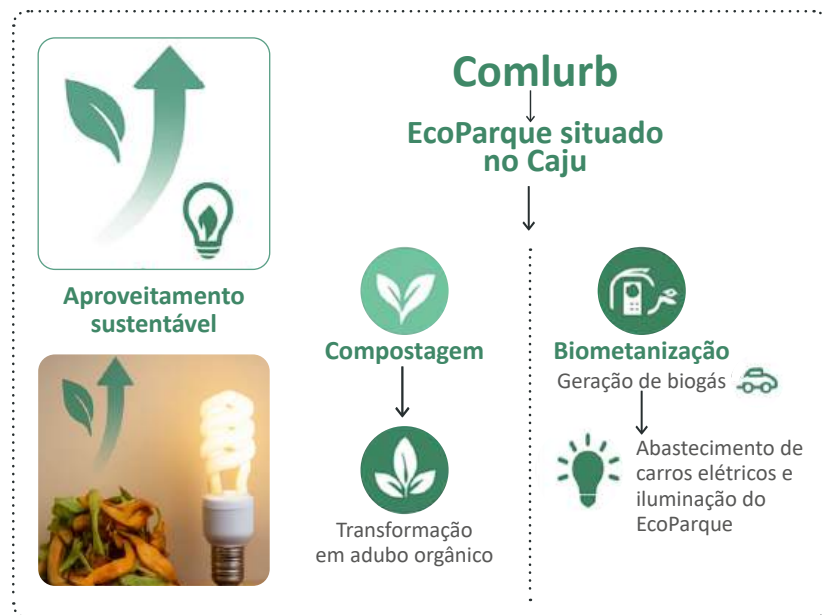 Comlurb
EcoParque situado
no Caju
Aproveitamento
sustentável
Compostagem
Transformação
em adubo orgânico
Biometanização
Geração de biogás
Abastecimento de
carros elétricos e
iluminação do
EcoParque